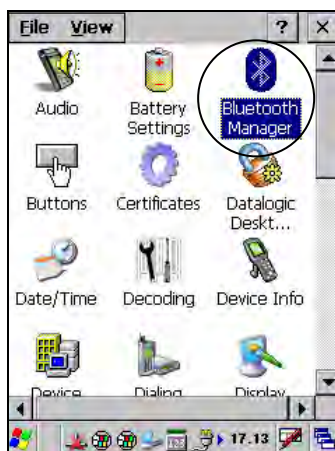 File View ? ×
Audio
Battery
Settings
Bluetooth
Manager
Buttons
Certificates
Datalogic
Deskt...
Date/Time
Decoding
Device Info
Device
Dialing
Display
17.13